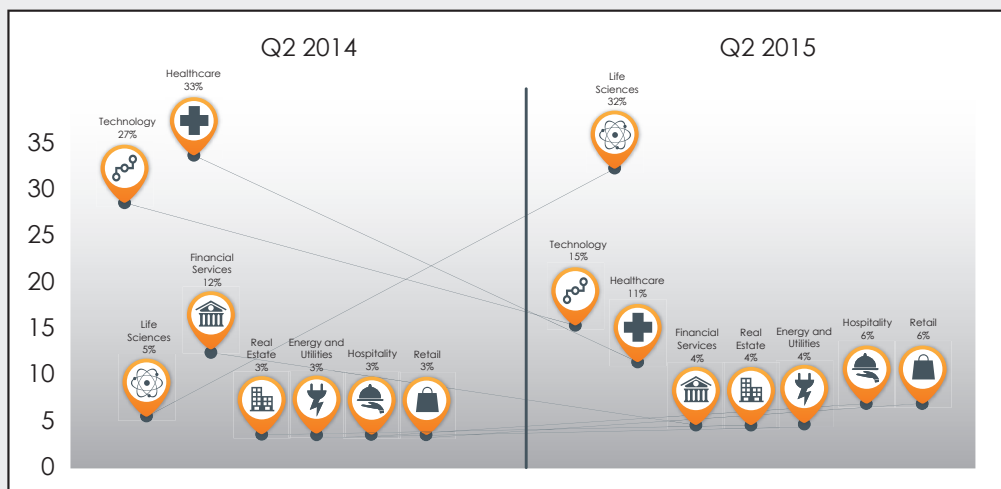 Q2 2014
Q2 2015
Healthcare
33%
Technology
27%
Financial
Services
12%
Life
Sciences
5%
Real
Estate
3%
Energy and
Utilities
3%
Hospitality
3%
Retail
3%
Life
Sciences
32%
Technology
15%
Healthcare
11%
Financial
Services
4%
Real
Estate
4%
Energy and
Utilities
4%
Hospitality
6%
Retail
6%
35
30
25
20
15
10
5
0